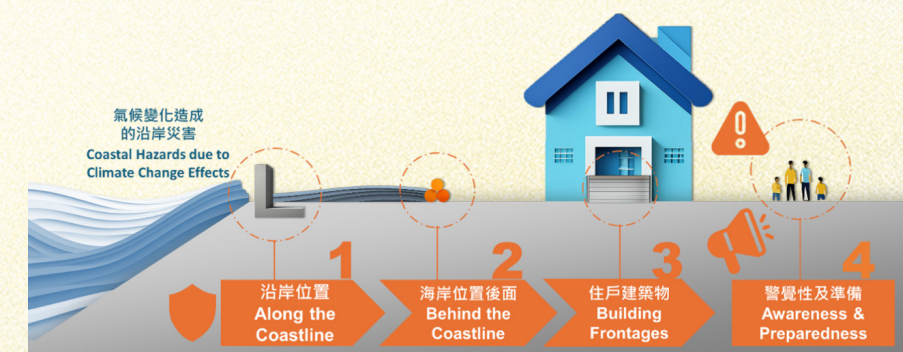 氣候變化造成
的沿岸災害
Coastal Hazards due to
Climate Change Effects
1
沿岸位置
Along the
Coastline
2
海岸位置後面
Behind the
Coastline
3
住戶建築物
Building
Frontages
4
警覺性及準備
Awareness &
Preparedness